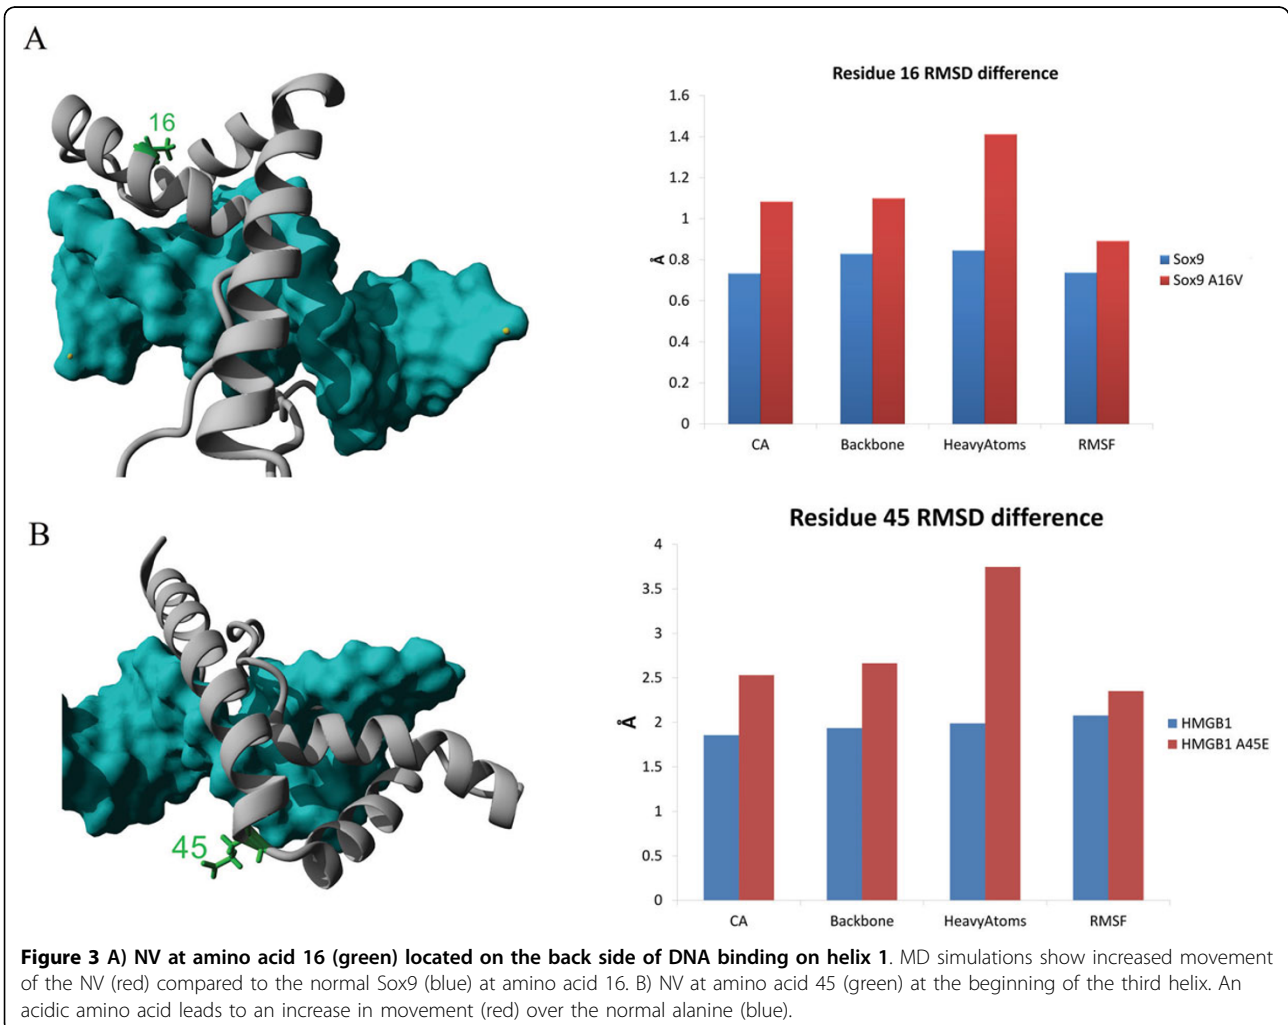 A
16
Residue 16 RMSD difference
1.6
1.4
1.2
1
0.8
0.6
0.4
0.2
0
Å
CA
Backbone
HeavyAtoms
RMSF
Sox9
Sox9 A16V
B
45
Residue 45 RMSD difference
4
3.5
3
2.5
2
1.5
1
0.5
0
Å
CA
Backbone
HeavyAtoms
RMSF
HMGB1
HMGB1 A45E
Figure 3 A) NV at amino acid 16 (green) located on the back side of DNA binding on helix 1. MD simulations show increased movement
of the NV (red) compared to the normal Sox9 (blue) at amino acid 16. B) NV at amino acid 45 (green) at the beginning of the third helix. An
acidic amino acid leads to an increase in movement (red) over the normal alanine (blue).